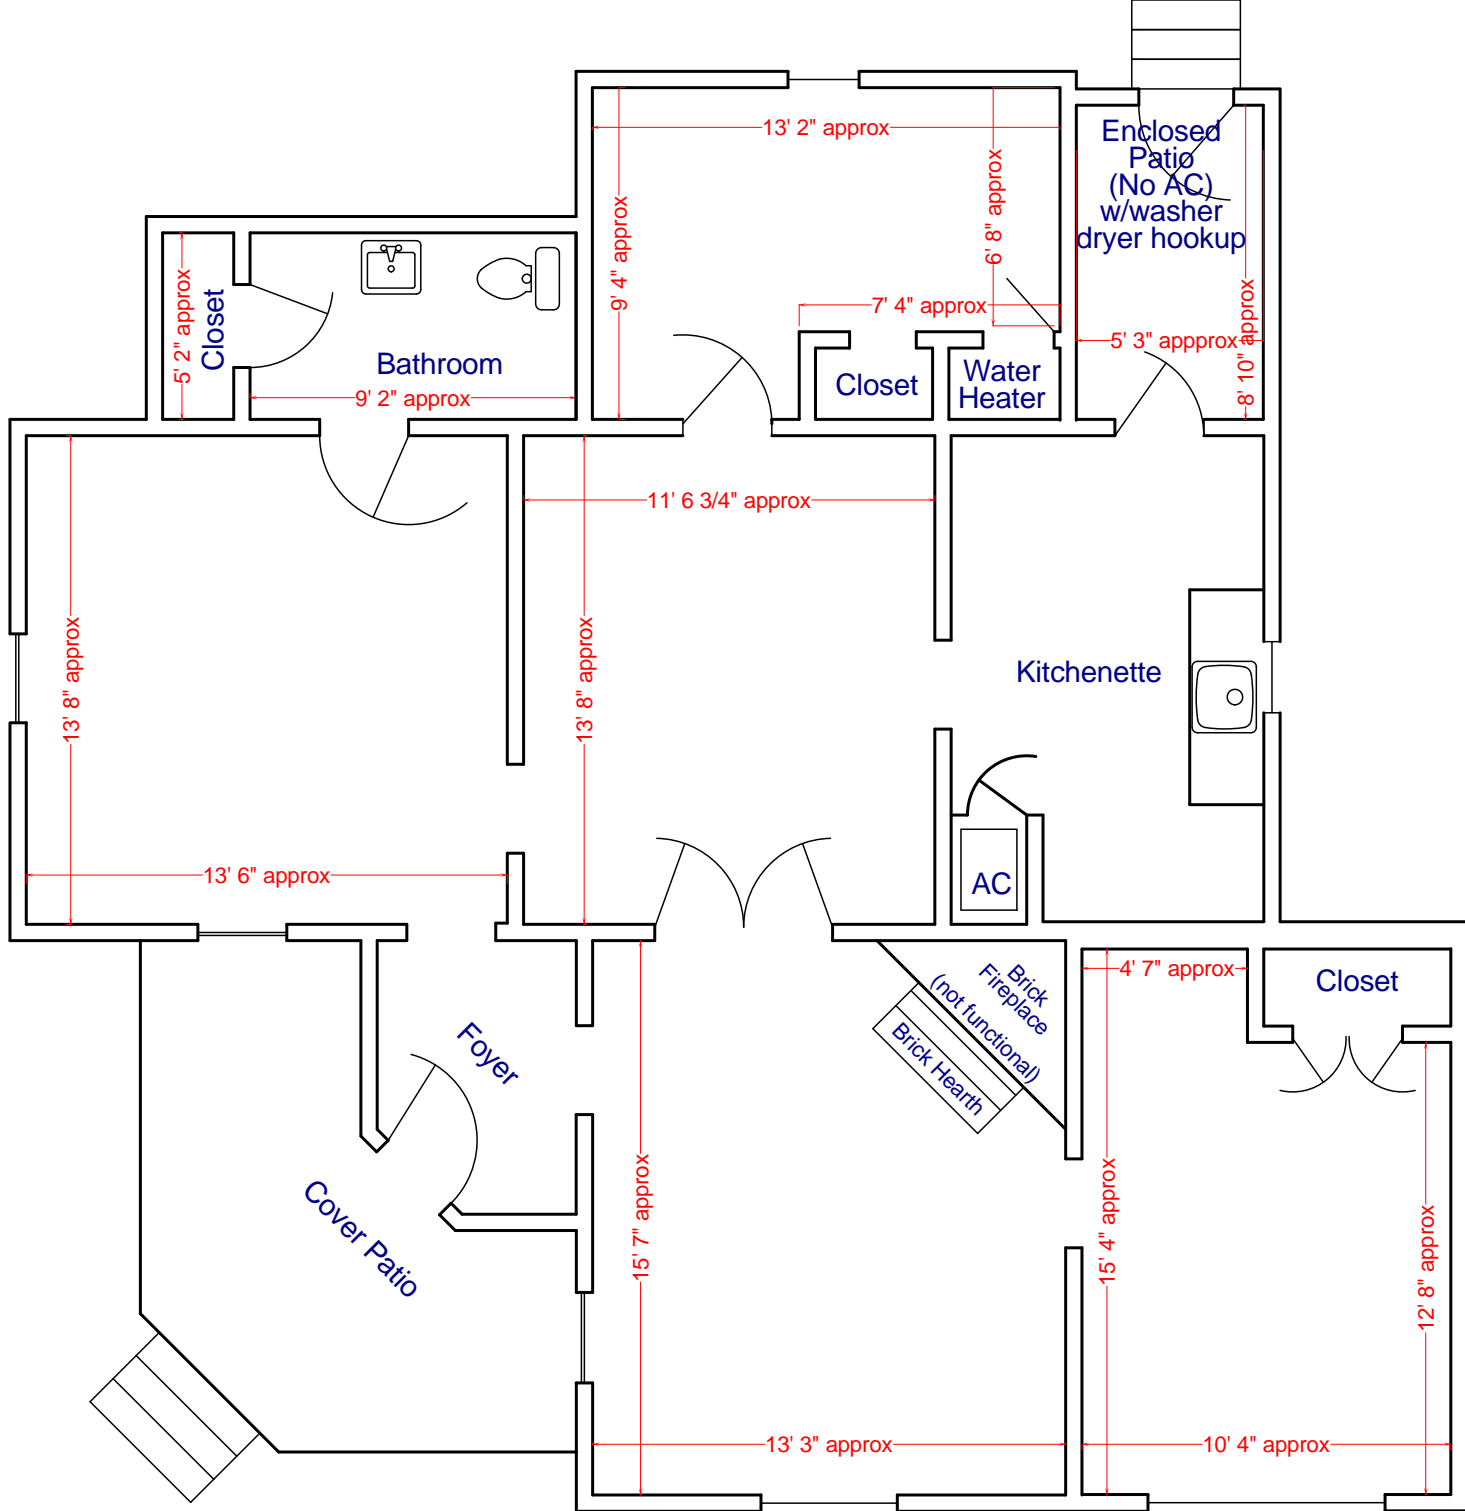 13' 2" approx
Enclosed
Patio
(No AC)
w/washer
dryer hookup
6' 8" approx
9' 4" approx
5' 2" approx
Closet
Bathroom
9' 2" approx
7' 4" approx
Closet
Water
Heater
5' 3" appprox
8' 10" approx
11' 6 3/4" approx
13' 8" approx
13' 8" approx
Kitchenette
13' 6" approx
AC
Foyer
Brick
Fireplace
(not functional)
Brick Hearth
4' 7" approx
Closet
Cover Patio
15' 7" approx
15' 4" approx
12' 8" approx
13' 3" approx
10' 4" approx